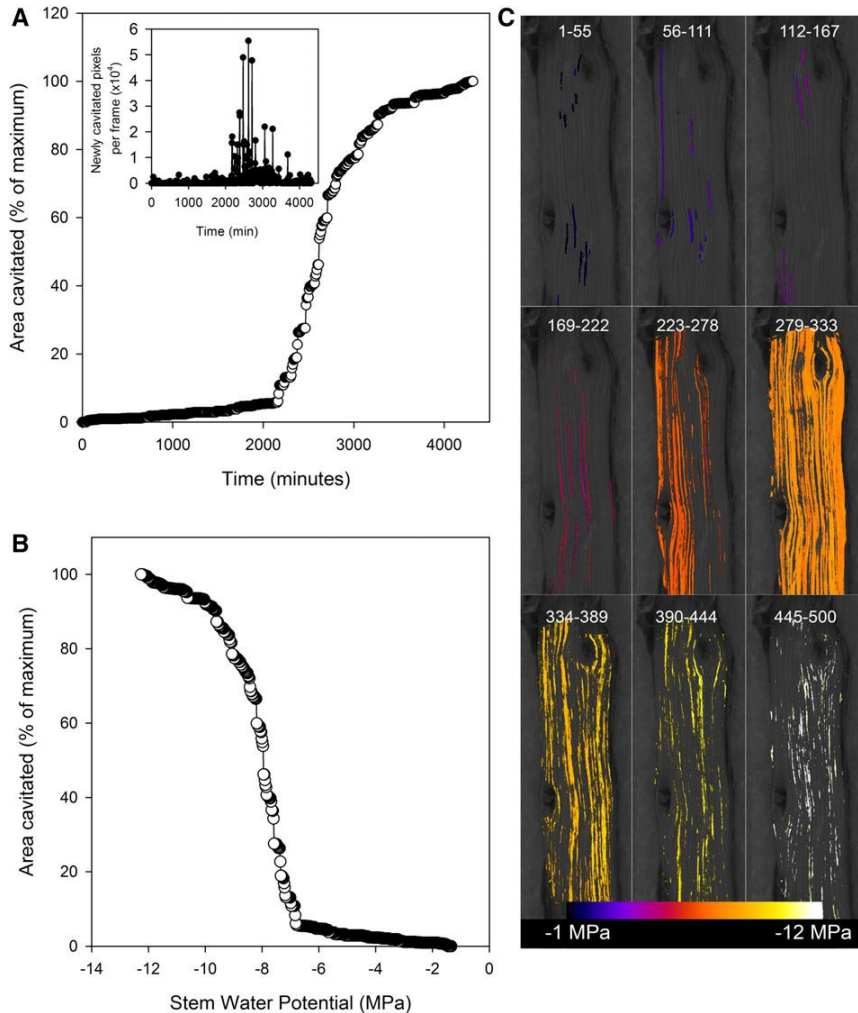 A
Area cavitated (% of maximum)
120
100
80
60
40
20
0
0 1000 2000 3000 4000
Time (minutes)
Newly cavitated pixels
per frame (x10⁴)
6
5
4
3
2
1
0
0 1000 2000 3000 4000
Time (min)
B
Area cavitated (% of maximum)
100
80
60
40
20
0
-14 -12 -10 -8 -6 -4 -2 0
Stem Water Potential (MPa)
C
1-55 56-111 112-167
169-222 223-278 279-333
334-389 390-444 445-500
-1 MPa -12 MPa